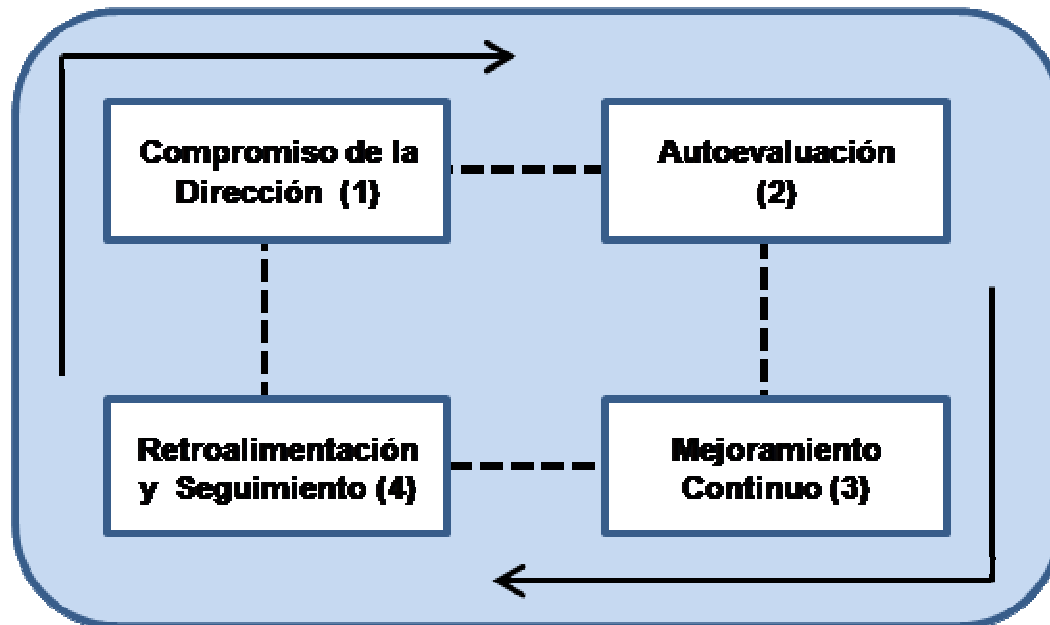 Compromiso de la
Dirección (1)
Autoevaluación
(2)
Retroalimentación
y Seguimiento (4)
Mejoramiento
Continuo (3)